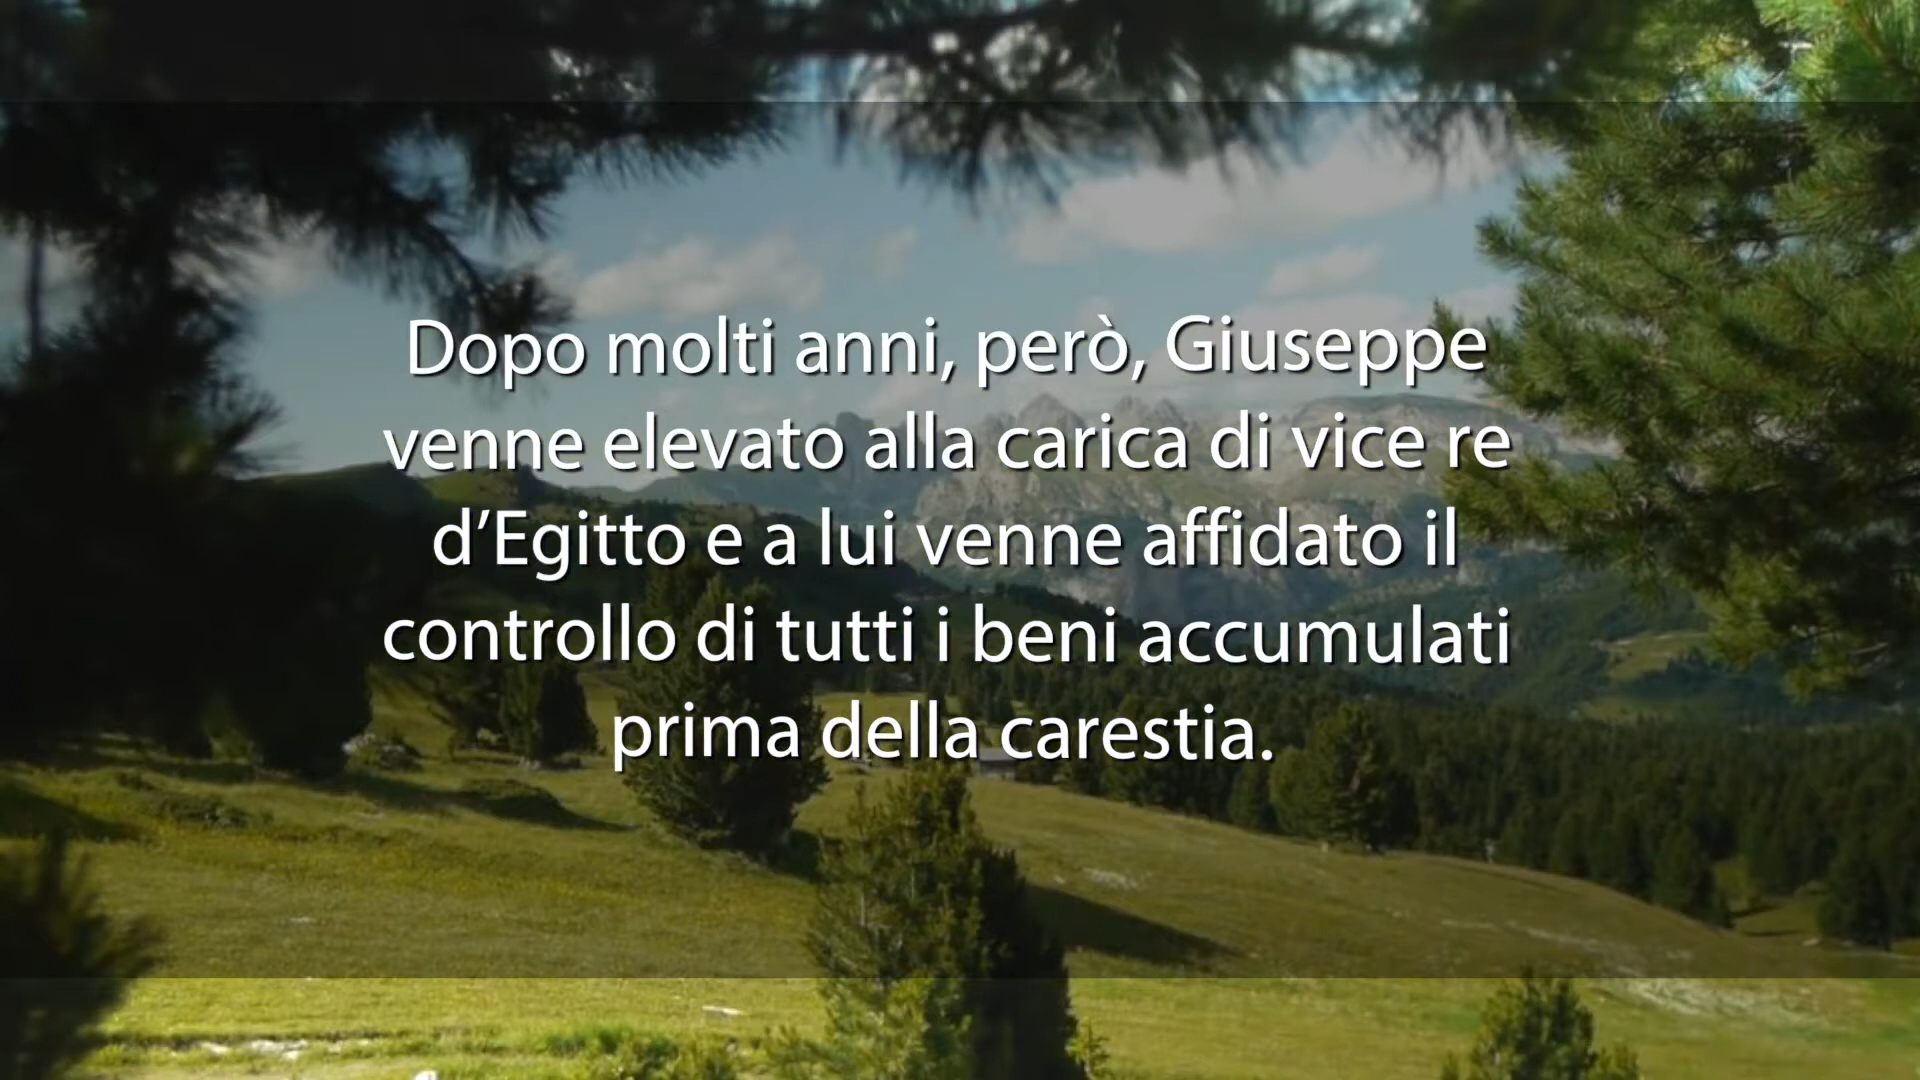 Dopo molti anni, però, Giuseppe
venne elevato alla carica di vice re
d’Egitto e a lui venne affidato il
controllo di tutti i beni accumulati
prima della carestia.